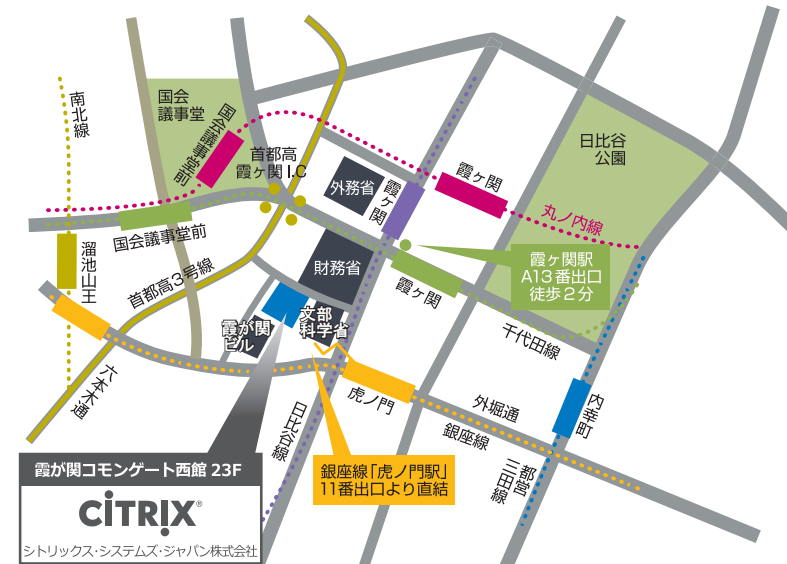 南北線
国会
議事堂
国会議事堂前
首都高
霞ヶ関 I.C
外務省
霞ヶ関
霞ヶ関
日比谷
公園
丸ノ内線
国会議事堂前
溜池山王
首都高3号線
財務省
霞ヶ関
霞ヶ関駅
A13番出口
徒歩2分
千代田線
霞が関
ビル
文部
科学省
六本木通
虎ノ門
日比谷線
外堀通
銀座線
内幸町
都営
三田線
銀座線「虎ノ門駅」
11番出口より直結
霞が関コモンゲート西館 23F
CİTRIX®
シトリックス・システムズ・ジャパン株式会社